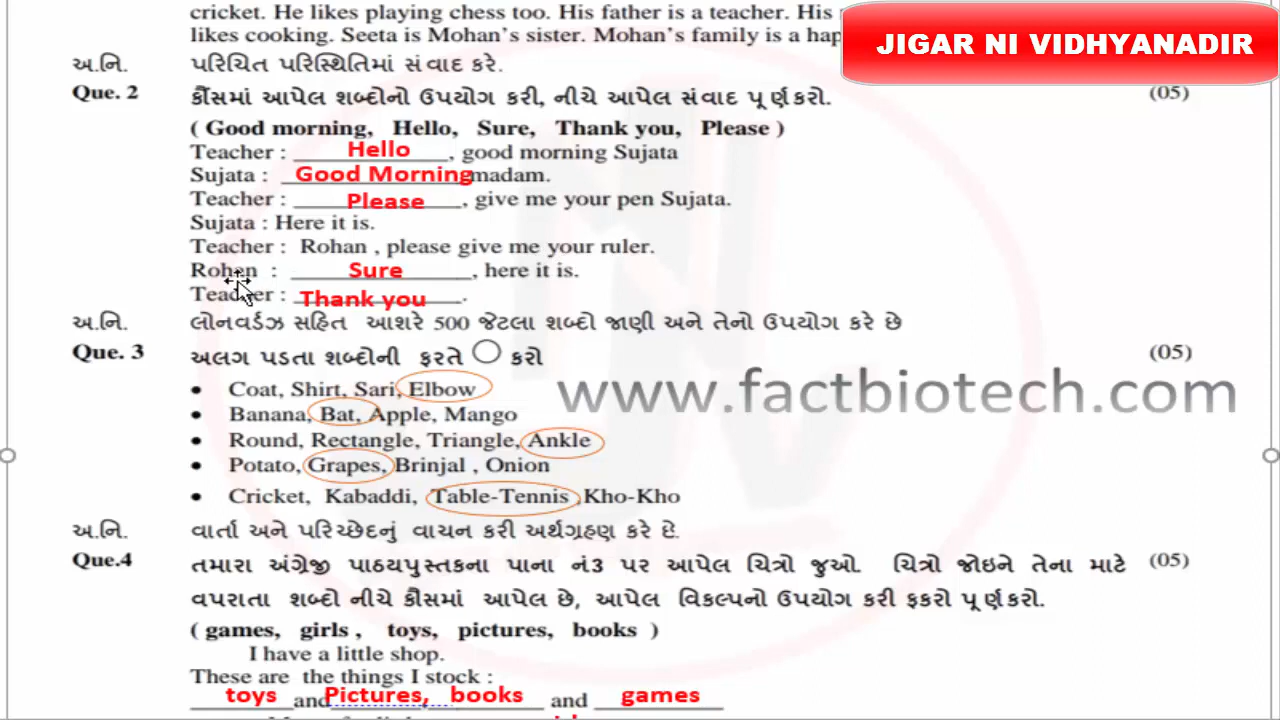 cricket. He likes playing chess too. His father is a teacher. His
likes cooking. Seeta is Mohan's sister. Mohan's family is a hap
JIGAR NI VIDHYANADIR
અ.નિ. પરિચિત પરિસ્થિતિમાં સંવાદ કરે.
Que. 2 કૌંસમાં આપેલ શબ્દોનો ઉપયોગ કરી, નીચે આપેલ સંવાદ પૂર્ણ કરો. (05)
( Good morning, Hello, Sure, Thank you, Please )
Teacher : Hello , good morning Sujata
Sujata : Good Morning madam.
Teacher : Please , give me your pen Sujata.
Sujata : Here it is.
Teacher : Rohan , please give me your ruler.
Rohan : Sure , here it is.
Teacher : Thank you .
અ.નિ. લોનવર્ડઝ સહિત આશરે 500 જેટલા શબ્દો જાણી અને તેનો ઉપયોગ કરે છે
Que. 3 અલગ પડતા શબ્દોની ફરતે ○ કરો (05)
• Coat, Shirt, Sari, Elbow
www.factbiotech.com
• Banana, Bat, Apple, Mango
• Round, Rectangle, Triangle, Ankle
• Potato, Grapes, Brinjal , Onion
• Cricket, Kabaddi, Table-Tennis ,Kho-Kho
અ.નિ. વાર્તા અને પરિચ્છેદનું વાચન કરી અર્થગ્રહણ કરે છે.
Que.4 તમારા અંગ્રેજી પાઠયપુસ્તકના પાના નં3 પર આપેલ ચિત્રો જુઓ. ચિત્રો જોઇને તેના માટે (05)
વપરાતા શબ્દો નીચે કૌસમાં આપેલ છે, આપેલ વિકલ્પનો ઉપયોગ કરી ફકરો પૂર્ણ કરો.
( games, girls , toys, pictures, books )
I have a little shop.
These are the things I stock :
toys and Pictures, books and games